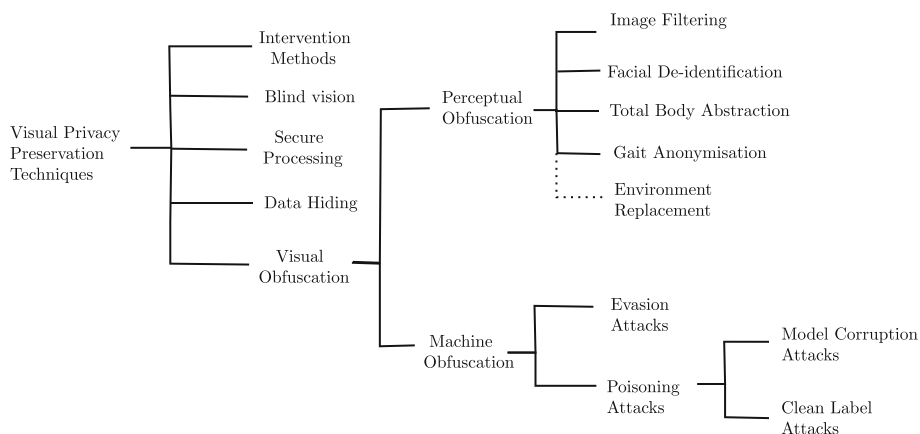 Visual Privacy
Preservation
Techniques
Intervention
Methods
Blind vision
Secure
Processing
Data Hiding
Visual
Obfuscation
Perceptual
Obfuscation
Image Filtering
Facial De-identification
Total Body Abstraction
Gait Anonymisation
Environment
Replacement
Machine
Obfuscation
Evasion
Attacks
Poisoning
Attacks
Model Corruption
Attacks
Clean Label
Attacks